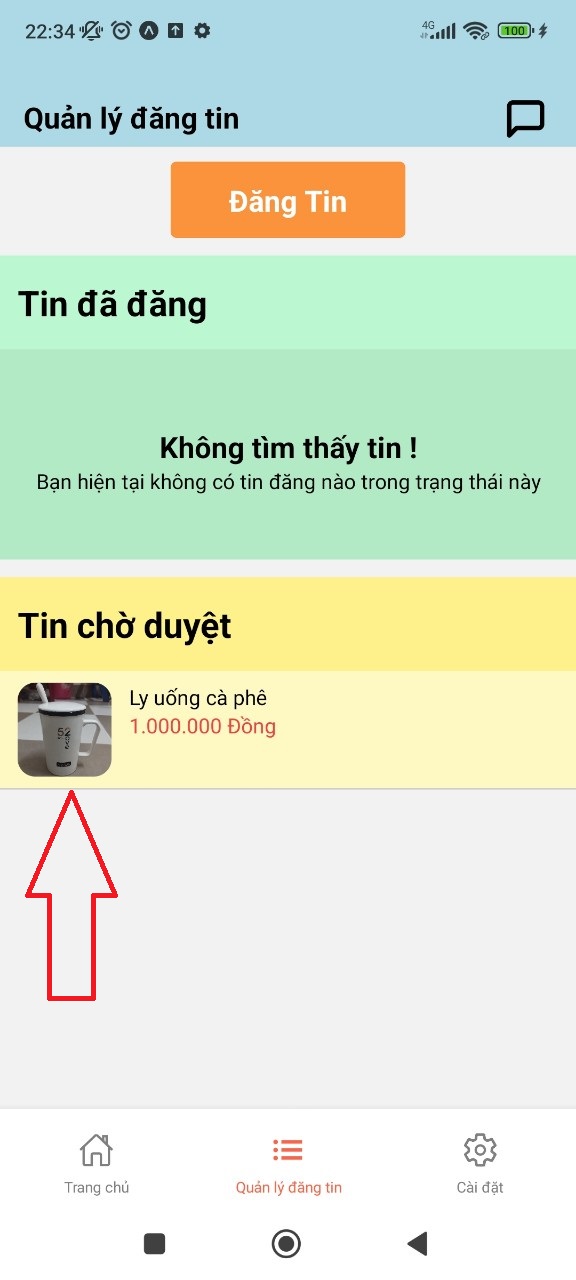 22:34
4G
100
Quản lý đăng tin
Đăng Tin
Tin đã đăng
Không tìm thấy tin !
Bạn hiện tại không có tin đăng nào trong trạng thái này
Tin chờ duyệt
Ly uống cà phê
1.000.000 Đồng
Trang chủ
Quản lý đăng tin
Cài đặt